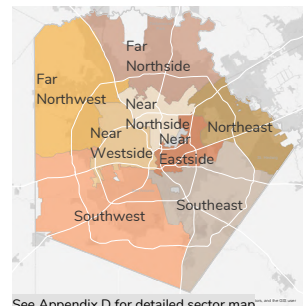 Far
Northside
Far
Northwest
Near
Northside
Near
Westside
Near
Eastside
Northeast
Southwest
Southeast
See Appendix D for detailed sector map